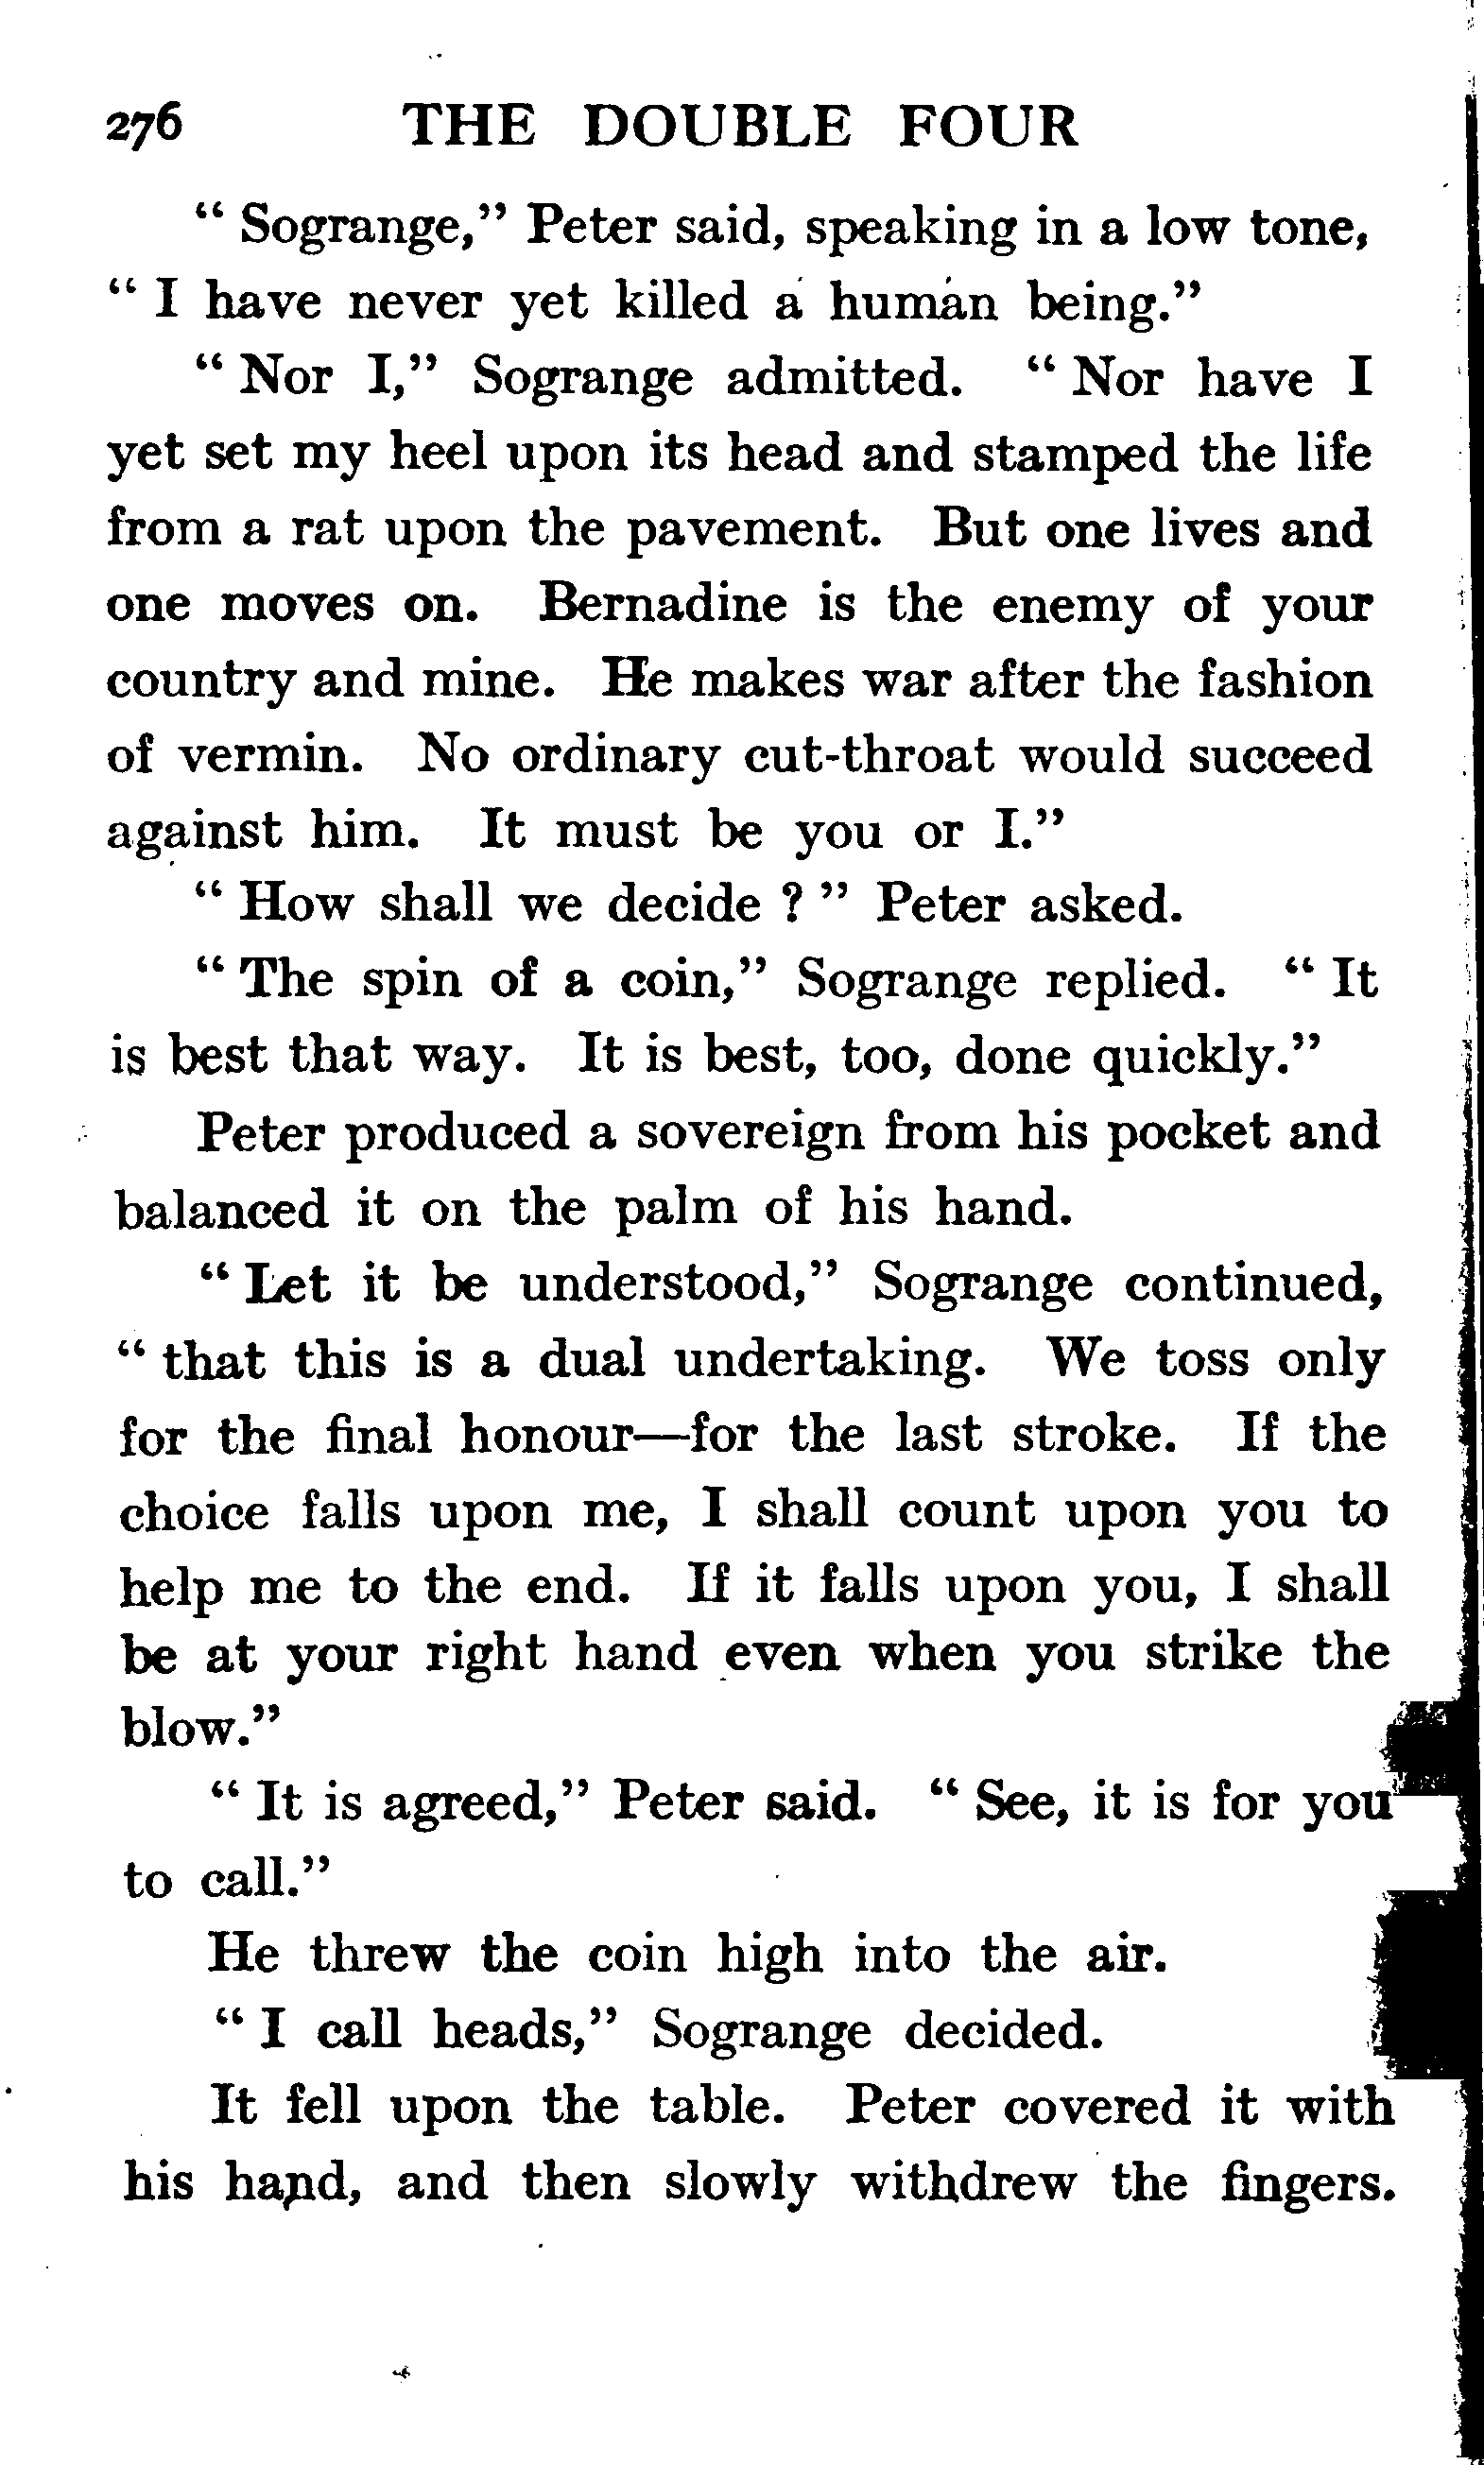 276 THE DOUBLE FOUR
" Sogrange," Peter said, speaking in a low tone,
" I have never yet killed a human being."
" Nor I," Sogrange admitted. " Nor have I
yet set my heel upon its head and stamped the life
from a rat upon the pavement. But one lives and
one moves on. Bernadine is the enemy of your
country and mine. He makes war after the fashion
of vermin. No ordinary cut-throat would succeed
against him. It must be you or I."
" How shall we decide ? " Peter asked.
" The spin of a coin," Sogrange replied. " It
is best that way. It is best, too, done quickly."
Peter produced a sovereign from his pocket and
balanced it on the palm of his hand.
" Let it be understood," Sogrange continued,
" that this is a dual undertaking. We toss only
for the final honour—for the last stroke. If the
choice falls upon me, I shall count upon you to
help me to the end. If it falls upon you, I shall
be at your right hand even when you strike the
blow."
" It is agreed," Peter said. " See, it is for you
to call."
He threw the coin high into the air.
" I call heads," Sogrange decided.
It fell upon the table. Peter covered it with
his hand, and then slowly withdrew the fingers.